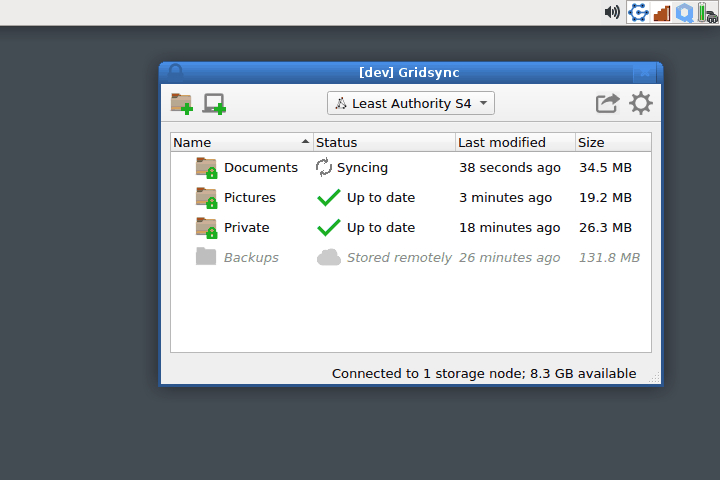 [dev] Gridsync
Least Authority S4
Name Status Last modified Size
Documents Syncing 38 seconds ago 34.5 MB
Pictures Up to date 3 minutes ago 19.2 MB
Private Up to date 18 minutes ago 26.3 MB
Backups Stored remotely 26 minutes ago 131.8 MB
Connected to 1 storage node; 8.3 GB available